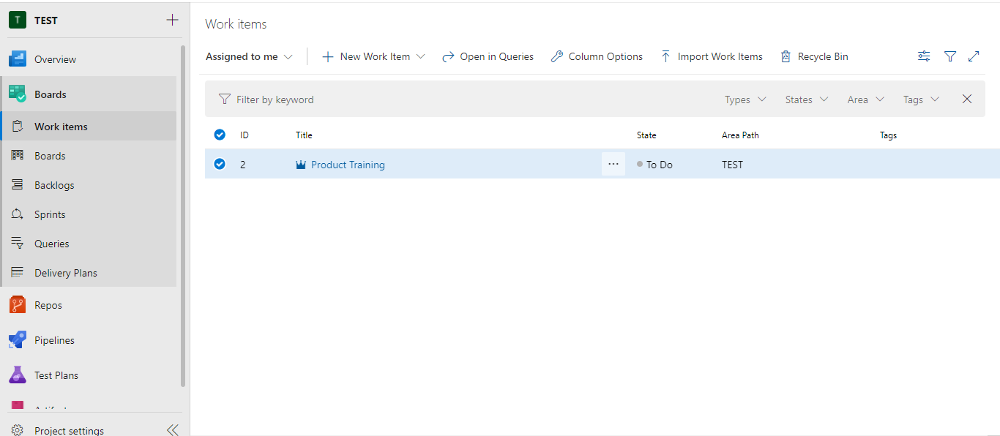 T TEST
Overview
Boards
Work items
Boards
Backlogs
Sprints
Queries
Delivery Plans
Repos
Pipelines
Test Plans
Project settings
Work items
Assigned to me New Work Item Open in Queries Column Options Import Work Items Recycle Bin
Filter by keyword Types States Area Tags
ID Title State Area Path Tags
2 Product Training ... To Do TEST